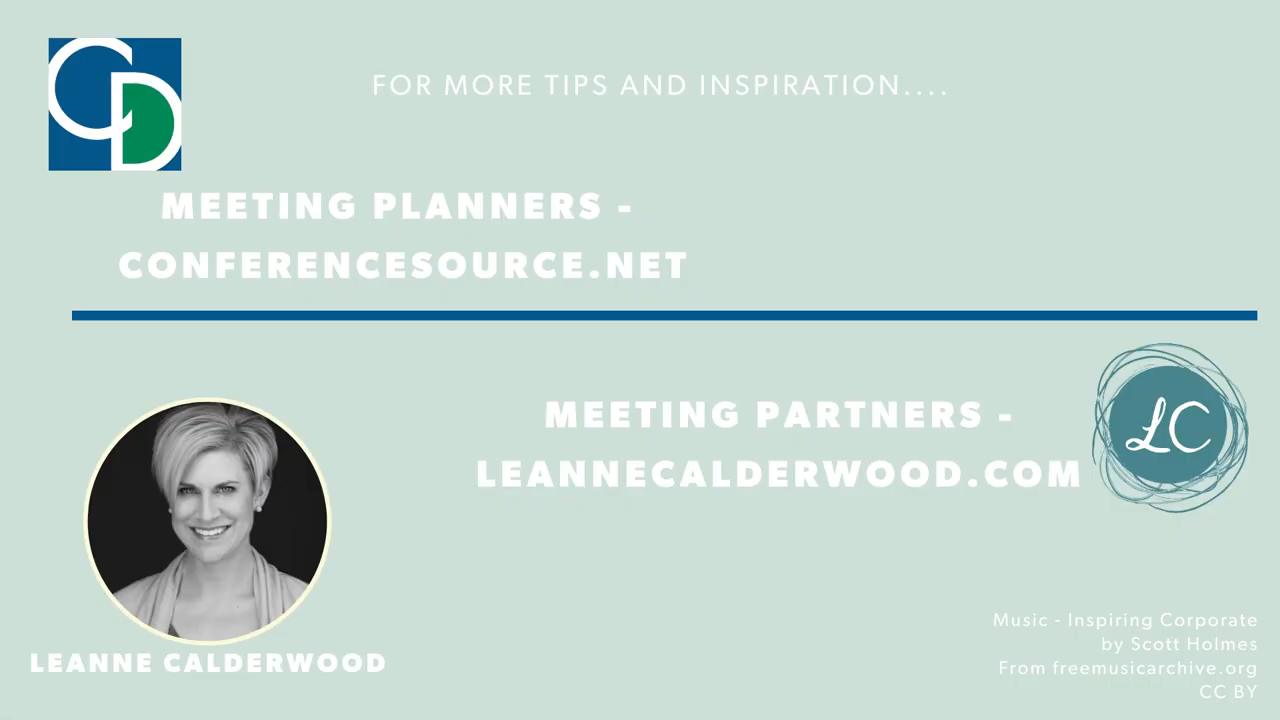 CD
FOR MORE TIPS AND INSPIRATION....
MEETING PLANNERS -
CONFERENCESOURCE.NET
MEETING PARTNERS -
LEANNECALDERWOOD.COM
LC
LEANNE CALDERWOOD
Music - Inspiring Corporate
by Scott Holmes
From freemusicarchive.org
CC BY